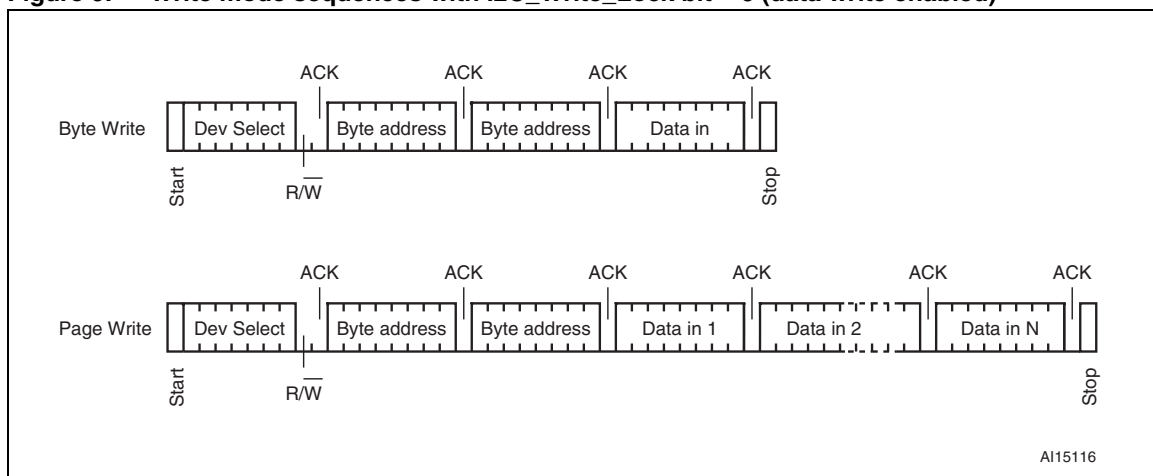 ACK ACK ACK ACK
Byte Write Dev Select Byte address Byte address Data in
Start R/W Stop
ACK ACK ACK ACK ACK ACK
Page Write Dev Select Byte address Byte address Data in 1 Data in 2 Data in N
Start R/W Stop
AI15116